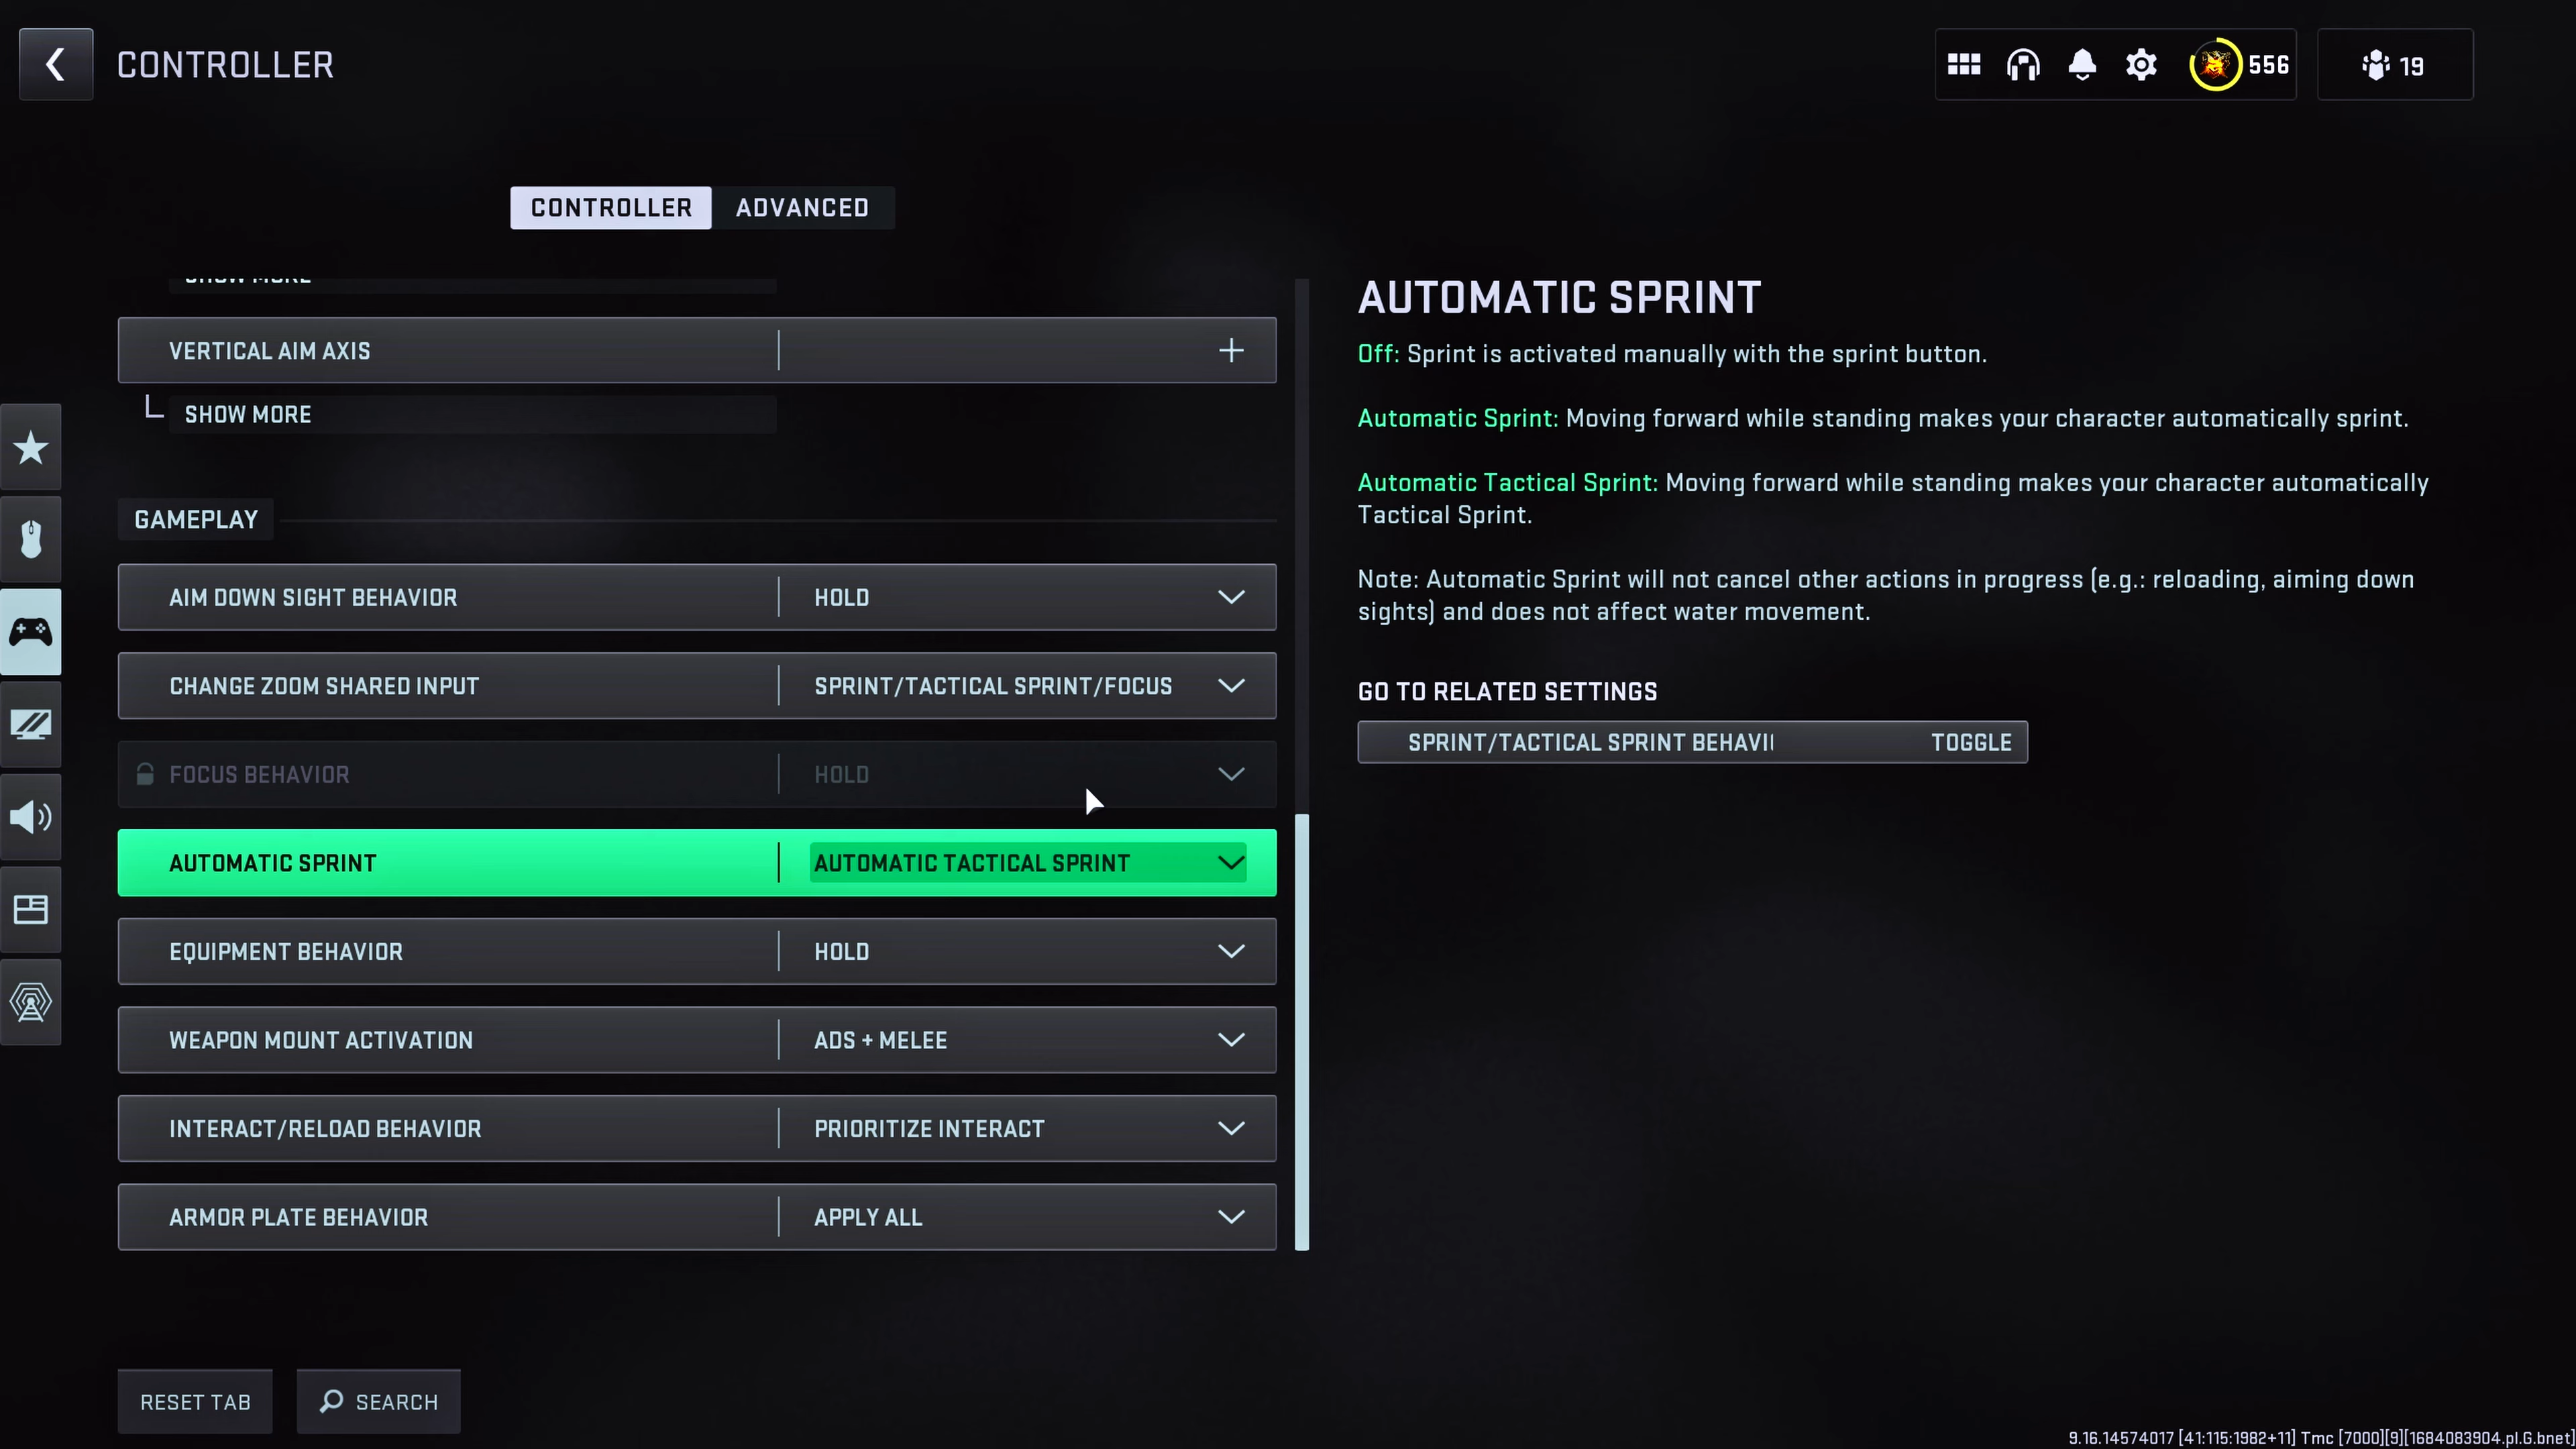 CONTROLLER
556
19
CONTROLLER
ADVANCED
SHOW MORE
VERTICAL AIM AXIS
SHOW MORE
GAMEPLAY
AIM DOWN SIGHT BEHAVIOR
HOLD
CHANGE ZOOM SHARED INPUT
SPRINT/TACTICAL SPRINT/FOCUS
FOCUS BEHAVIOR
HOLD
AUTOMATIC SPRINT
AUTOMATIC TACTICAL SPRINT
EQUIPMENT BEHAVIOR
HOLD
WEAPON MOUNT ACTIVATION
ADS + MELEE
INTERACT/RELOAD BEHAVIOR
PRIORITIZE INTERACT
ARMOR PLATE BEHAVIOR
APPLY ALL
AUTOMATIC SPRINT
Off: Sprint is activated manually with the sprint button.
Automatic Sprint: Moving forward while standing makes your character automatically sprint.
Automatic Tactical Sprint: Moving forward while standing makes your character automatically
Tactical Sprint.
Note: Automatic Sprint will not cancel other actions in progress (e.g.: reloading, aiming down
sights) and does not affect water movement.
GO TO RELATED SETTINGS
SPRINT/TACTICAL SPRINT BEHAVI
TOGGLE
RESET TAB
SEARCH
9.16.14574017 [41:115:1982+11] Tmc [7000][9][1684083904.pl.G.bnet]